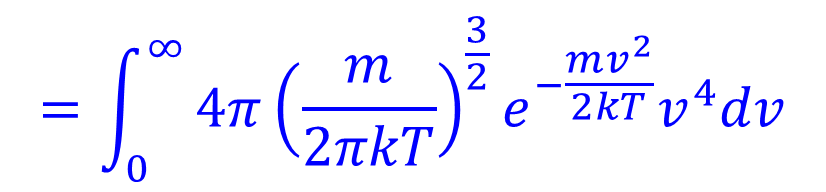 = ∫₀^∞ 4π (m/(2πkT))^(3/2) e^(−mv²/(2kT)) v⁴ dv